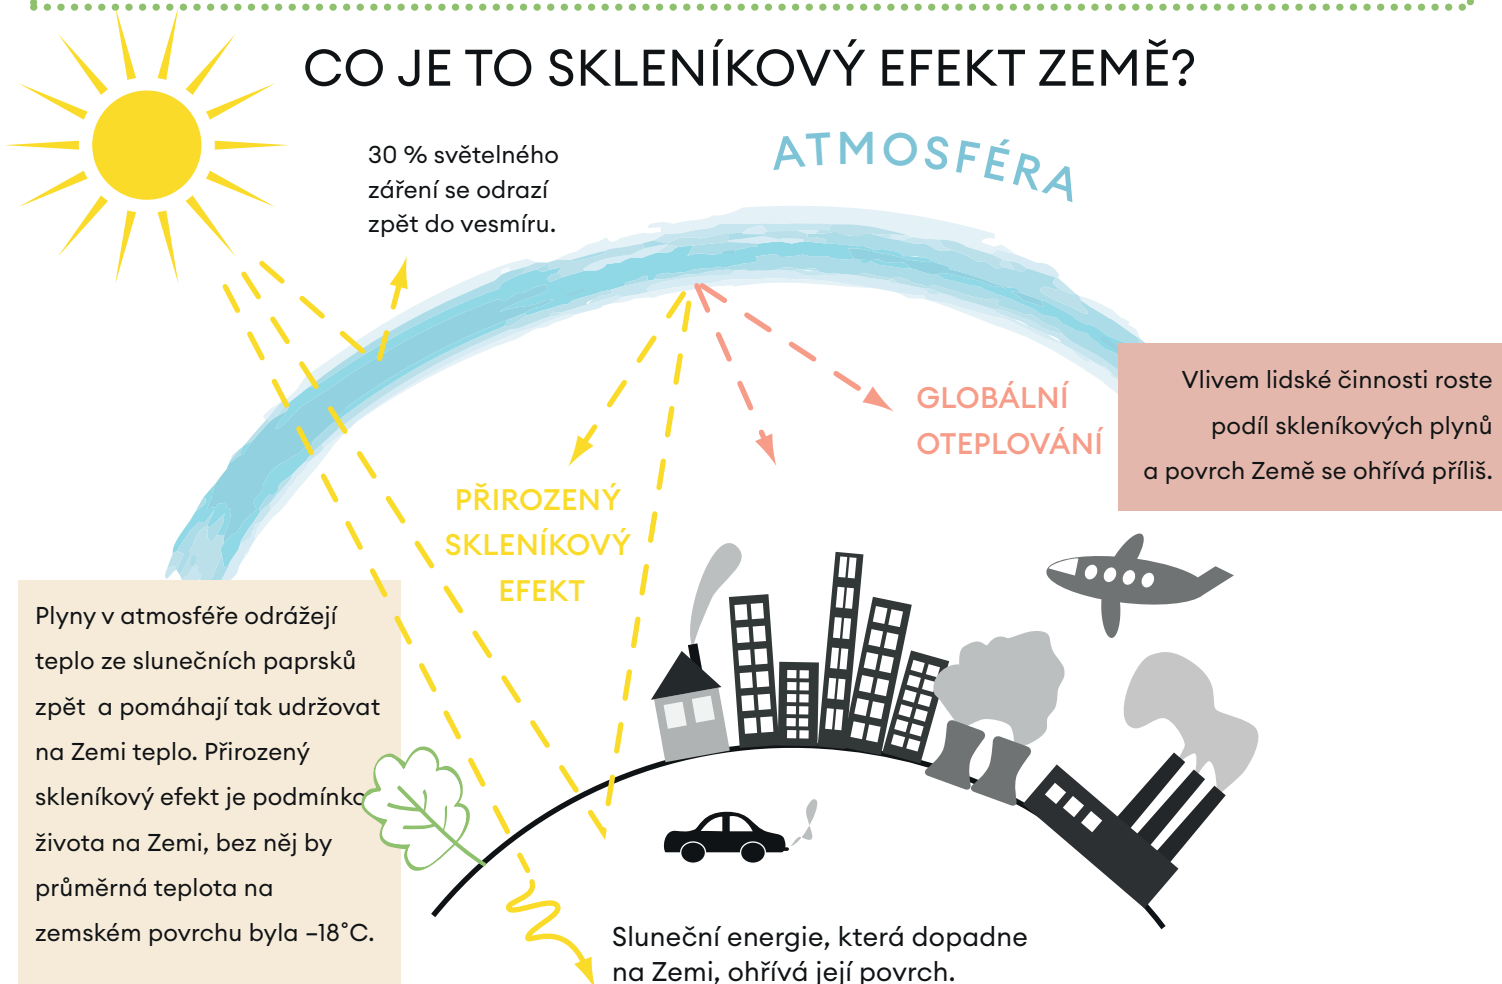 CO JE TO SKLENÍKOVÝ EFEKT ZEMĚ?
30 % světelného
záření se odrazí
zpět do vesmíru.
ATMOSFÉRA
GLOBÁLNÍ
OTEPLOVÁNÍ
Vlivem lidské činnosti roste
podíl skleníkových plynů
a povrch Země se ohřívá příliš.
PŘIROZENÝ
SKLENÍKOVÝ
EFEKT
Plyny v atmosféře odrážejí
teplo ze slunečních paprsků
zpět a pomáhají tak udržovat
na Zemi teplo. Přirozený
skleníkový efekt je
života na Zemi, bez něj by
průměrná teplota na
zemském povrchu byla –18°C.
Sluneční energie, která dopadne
na Zemi, ohřívá její povrch.